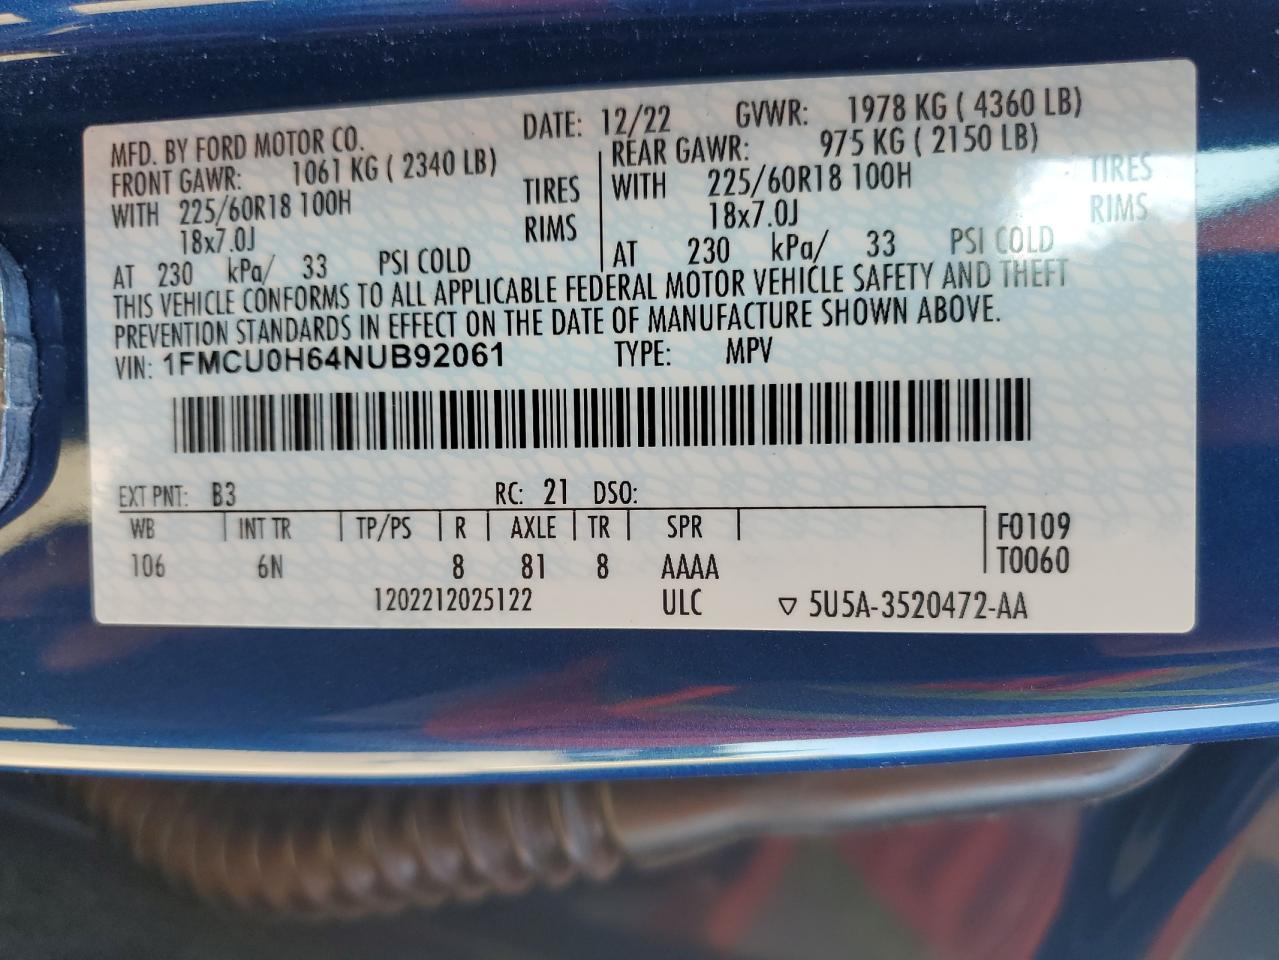 MFD. BY FORD MOTOR CO. DATE: 12/22 GVWR: 1978 KG ( 4360 LB)
FRONT GAWR: 1061 KG ( 2340 LB) REAR GAWR: 975 KG ( 2150 LB)
WITH 225/60R18 100H TIRES WITH 225/60R18 100H TIRES
18x7.0J RIMS 18x7.0J RIMS
AT 230 kPa/ 33 PSI COLD AT 230 kPa/ 33 PSI COLD
THIS VEHICLE CONFORMS TO ALL APPLICABLE FEDERAL MOTOR VEHICLE SAFETY AND THEFT
PREVENTION STANDARDS IN EFFECT ON THE DATE OF MANUFACTURE SHOWN ABOVE.
VIN: 1FMCU0H64NUB92061 TYPE: MPV
EXT PNT: B3 RC: 21 DSO:
WB INT TR TP/PS R AXLE TR SPR F0109
106 6N 8 81 8 AAAA T0060
1202212025122 ULC ▽ 5U5A-3520472-AA